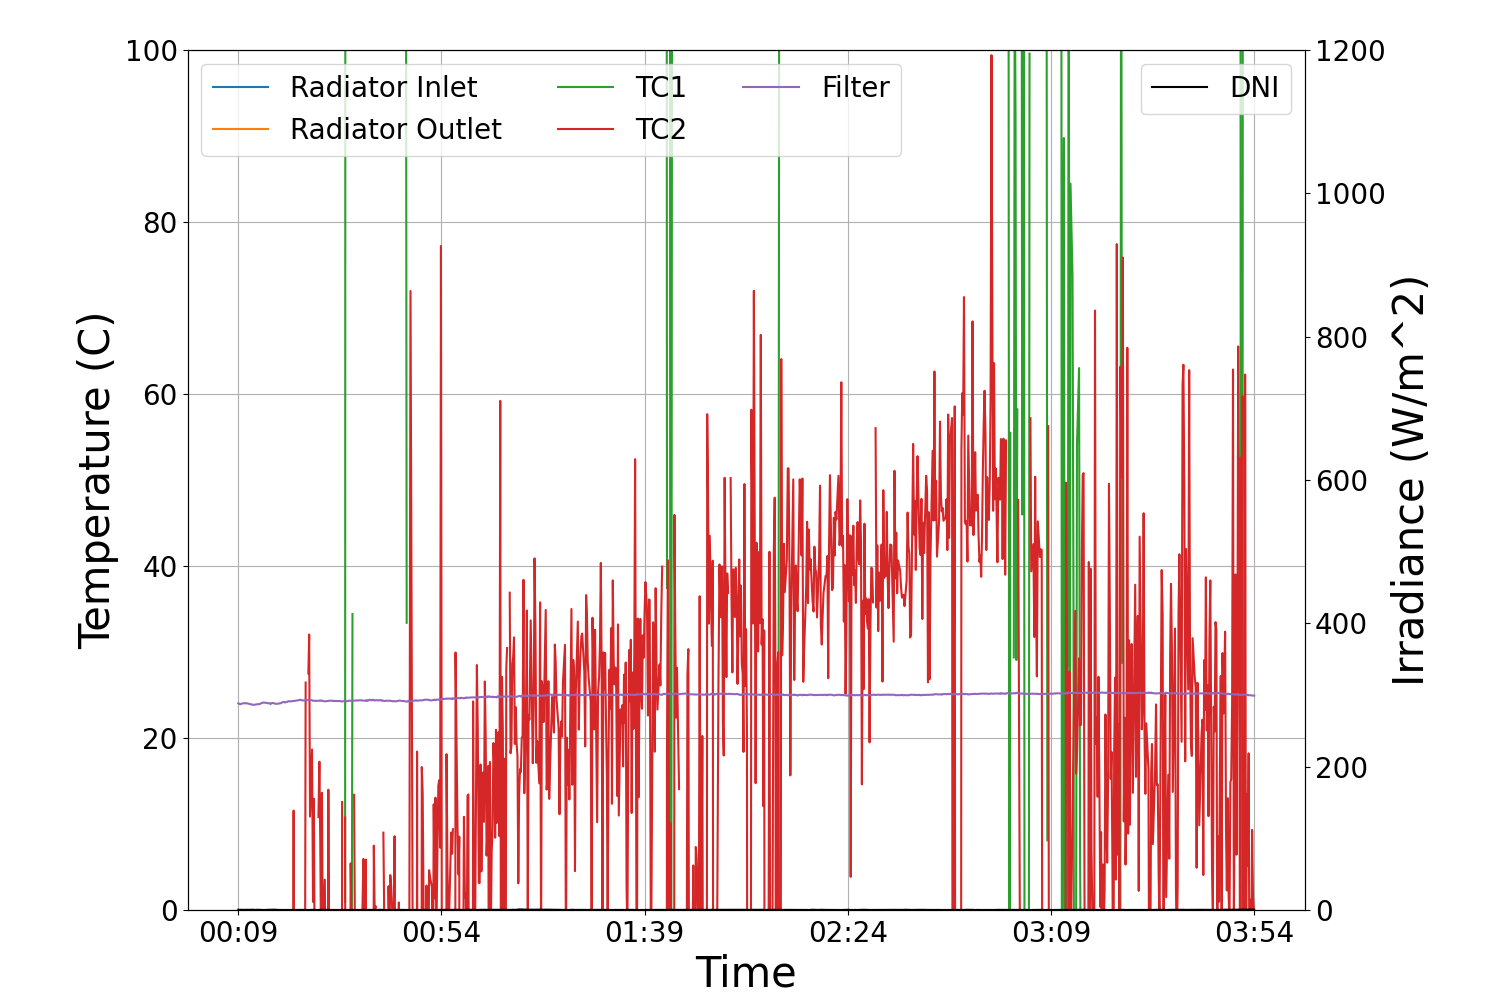 100
80
60
40
20
0
Temperature (C)
Radiator Inlet
Radiator Outlet
TC1
TC2
Filter
DNI
1200
1000
800
600
400
200
0
Irradiance (W/m^2)
00:09 00:54 01:39 02:24 03:09 03:54
Time